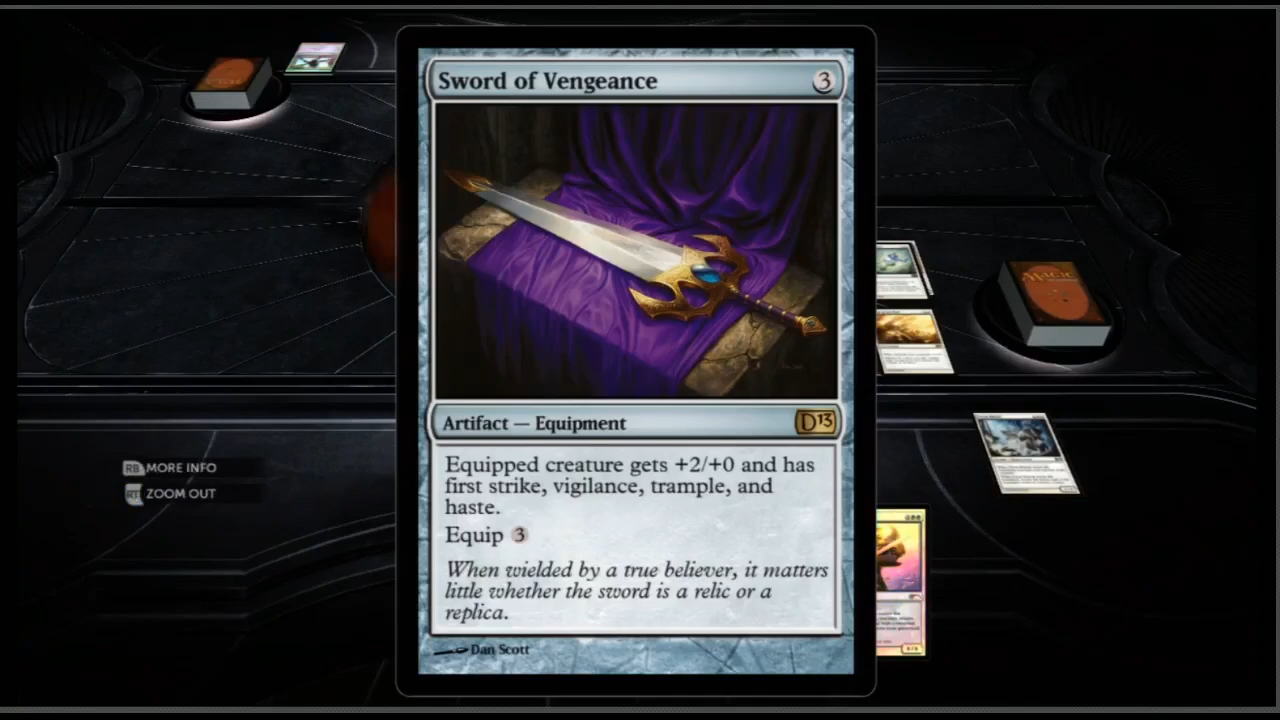 Sword of Vengeance 3
Artifact — Equipment D13
Equipped creature gets +2/+0 and has
first strike, vigilance, trample, and
haste.
Equip 3
When wielded by a true believer, it matters
little whether the sword is a relic or a
replica.
Dan Scott
RB MORE INFO
RT ZOOM OUT
MAGIC